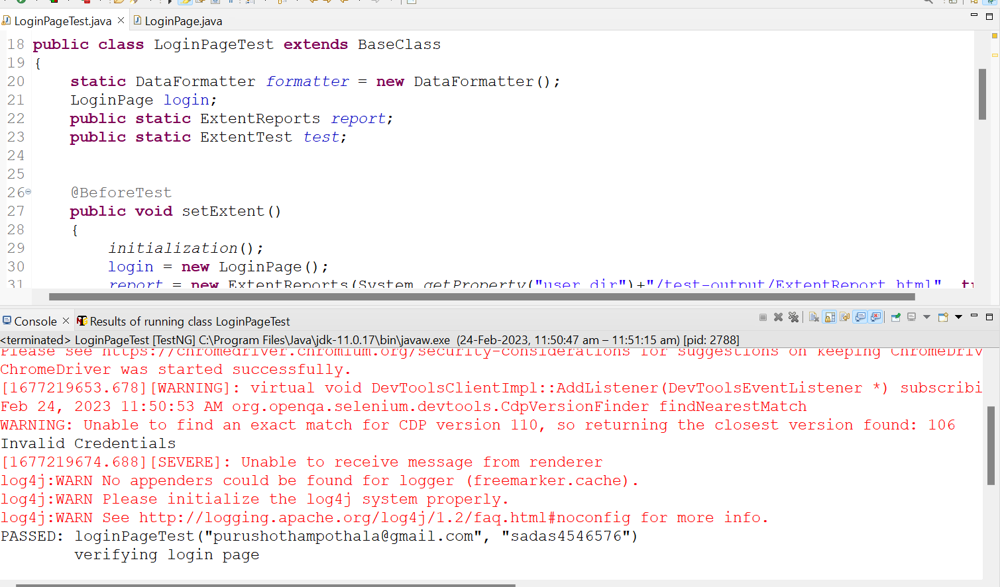 LoginPageTest.java
LoginPage.java
18 public class LoginPageTest extends BaseClass
19 {
20 static DataFormatter formatter = new DataFormatter();
21 LoginPage login;
22 public static ExtentReports report;
23 public static ExtentTest test;
24
25
26 @BeforeTest
27 public void setExtent()
28 {
29 initialization();
30 login = new LoginPage();
31 report = new ExtentReports(System.getProperty("user.dir")+"/test-output/ExtentReport.html", tr
Console Results of running class LoginPageTest
<terminated> LoginPageTest [TestNG] C:\Program Files\Java\jdk-11.0.17\bin\javaw.exe (24-Feb-2023, 11:50:47 am – 11:51:15 am) [pid: 2788]
Please see https://chromedriver.chromium.org/security-considerations for suggestions on keeping ChromeDriv
ChromeDriver was started successfully.
[1677219653.678][WARNING]: virtual void DevToolsClientImpl::AddListener(DevToolsEventListener *) subscribi
Feb 24, 2023 11:50:53 AM org.openqa.selenium.devtools.CdpVersionFinder findNearestMatch
WARNING: Unable to find an exact match for CDP version 110, so returning the closest version found: 106
Invalid Credentials
[1677219674.688][SEVERE]: Unable to receive message from renderer
log4j:WARN No appenders could be found for logger (freemarker.cache).
log4j:WARN Please initialize the log4j system properly.
log4j:WARN See http://logging.apache.org/log4j/1.2/faq.html#noconfig for more info.
PASSED: loginPageTest("purushothampothala@gmail.com", "sadas4546576")
verifying login page